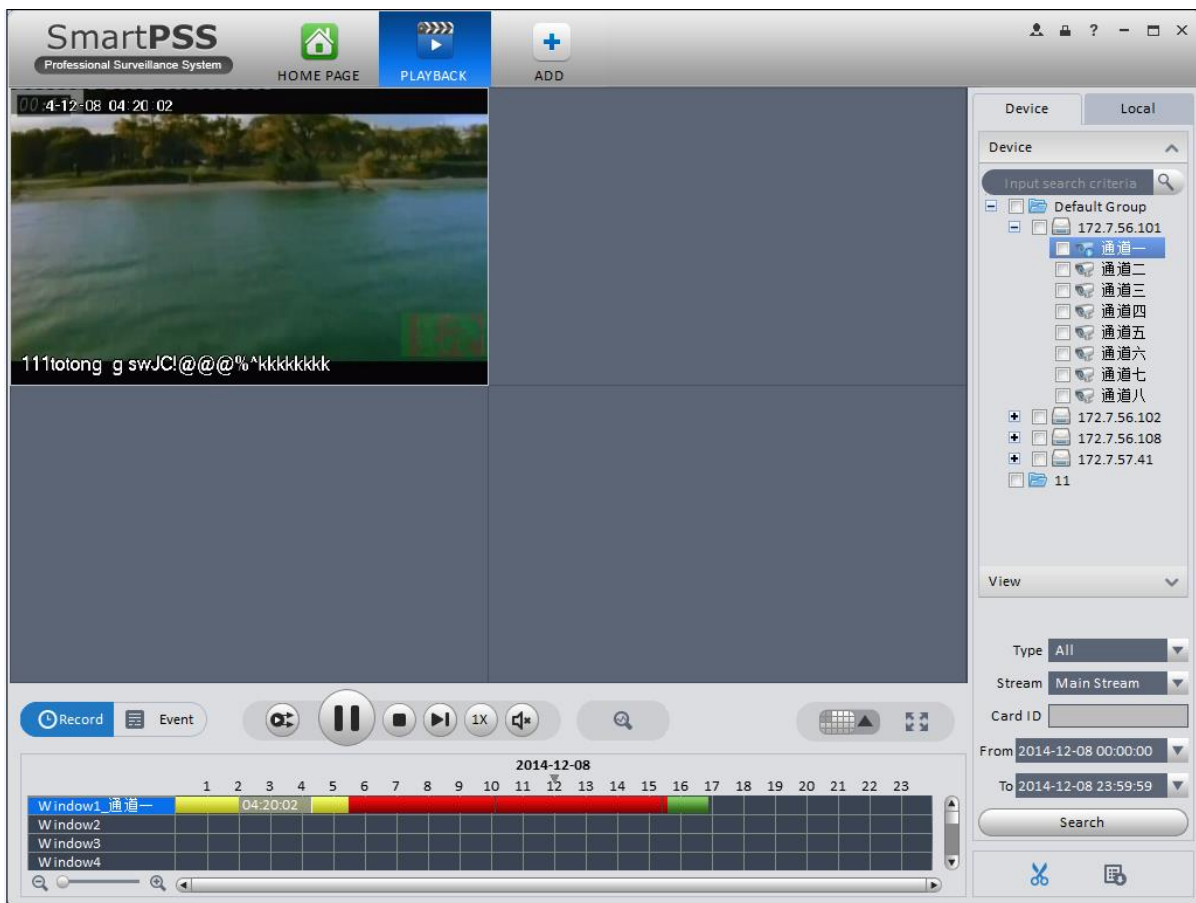 SmartPSS
Professional Surveillance System
HOME PAGE
PLAYBACK
ADD
?
4-12-08 04:20:02
111totong g swJC!@@@%^kkkkkkkk
Device
Local
Device
Input search criteria
Default Group
172.7.56.101
通道一
通道二
通道三
通道四
通道五
通道六
通道七
通道八
172.7.56.102
172.7.56.108
172.7.57.41
11
View
Type All
Stream Main Stream
Card ID
From 2014-12-08 00:00:00
To 2014-12-08 23:59:59
Search
Record
Event
1X
2014-12-08
1 2 3 4 5 6 7 8 9 10 11 12 13 14 15 16 17 18 19 20 21 22 23
Window1_通道一
04:20:02
Window2
Window3
Window4